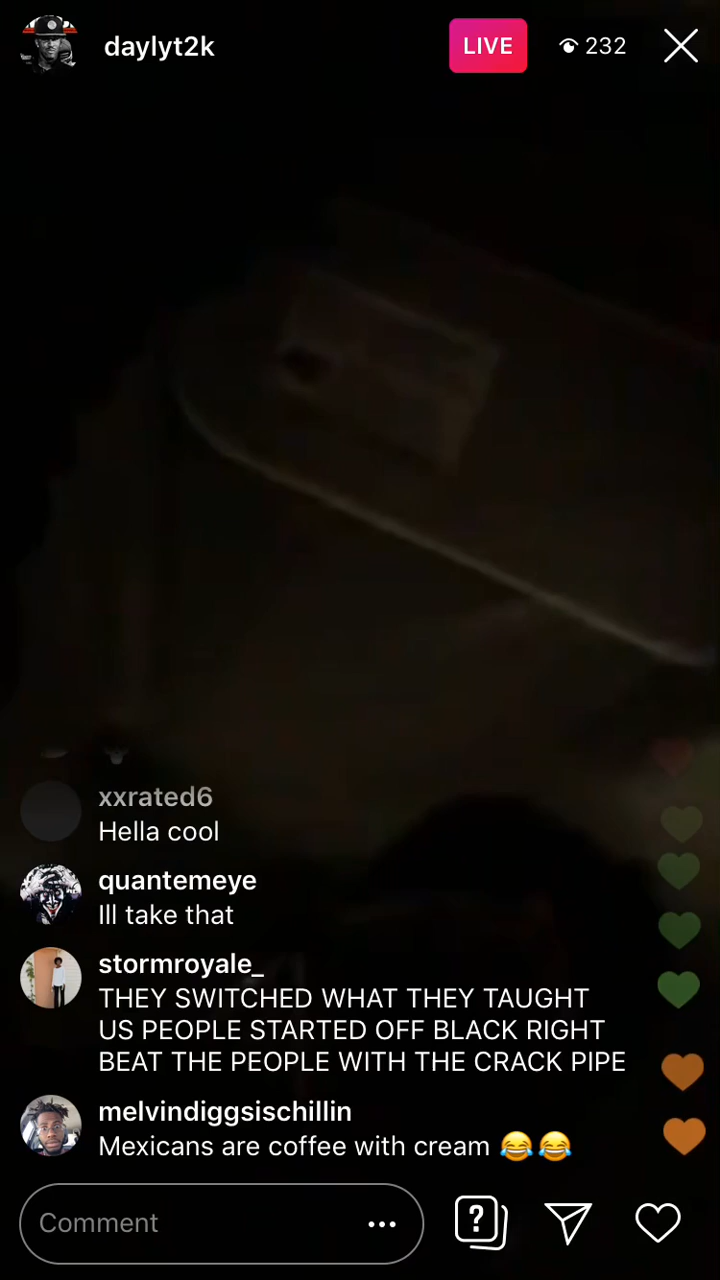 daylyt2k
LIVE
232
xxrated6
Hella cool
quantemeye
Ill take that
stormroyale_
THEY SWITCHED WHAT THEY TAUGHT
US PEOPLE STARTED OFF BLACK RIGHT
BEAT THE PEOPLE WITH THE CRACK PIPE
melvindiggsischillin
Mexicans are coffee with cream 😂😂
Comment
?